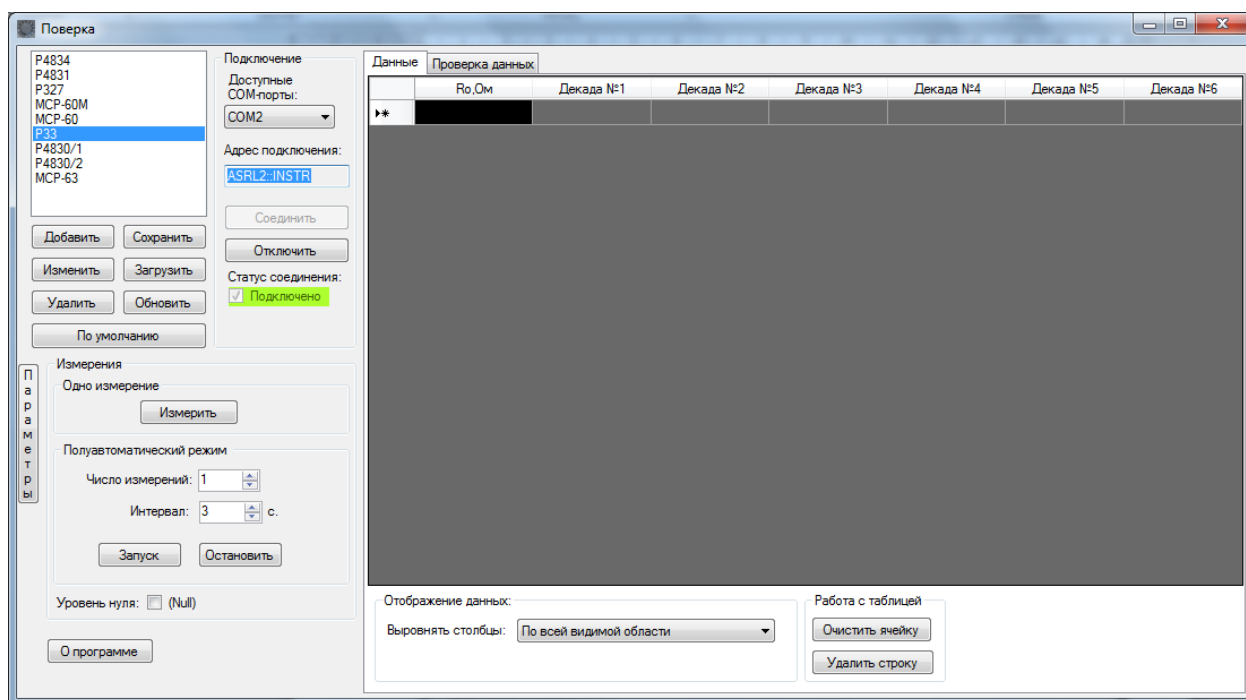 Поверка
P4834
P4831
P327
МСР-60М
МСР-60
P33
P4830/1
P4830/2
МСР-63
Добавить
Сохранить
Изменить
Загрузить
Удалить
Обновить
По умолчанию
Подключение
Доступные
COM-порты:
COM2
Адрес подключения:
ASRL2::INSTR
Соединить
Отключить
Статус соединения:
Подключено
Параметры
Измерения
Одно измерение
Измерить
Полуавтоматический режим
Число измерений: 1
Интервал: 3 с.
Запуск
Остановить
Уровень нуля: (Null)
О программе
Данные
Проверка данных
Ro,Ом Декада №1 Декада №2 Декада №3 Декада №4 Декада №5 Декада №6
Отображение данных:
Выровнять столбцы: По всей видимой области
Работа с таблицей
Очистить ячейку
Удалить строку